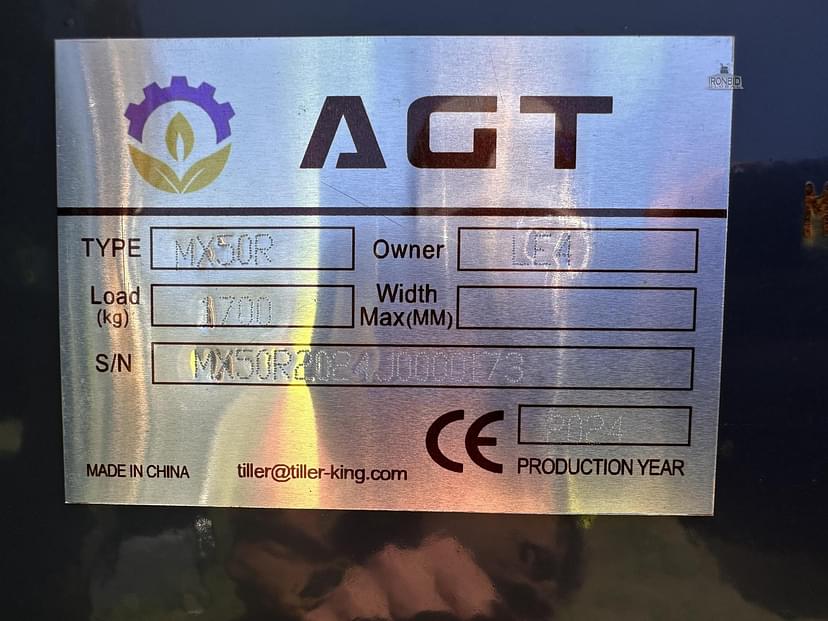 IRONBID
AGT
TYPE MX50R Owner LE4
Load (kg) 1700 Width Max(MM)
S/N MX50R2024J0000173
CE 2024
MADE IN CHINA tiller@tiller-king.com PRODUCTION YEAR